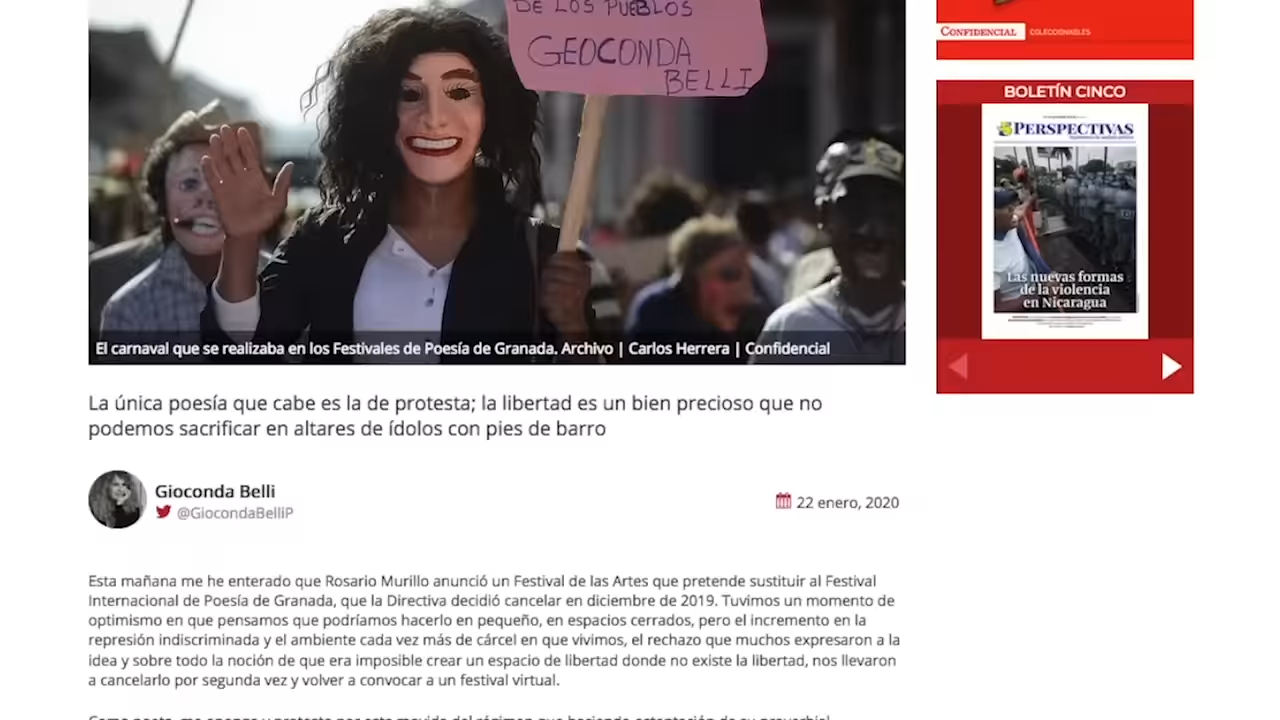 DE LOS PUEBLOS
GEOCONDA
BELLI
El carnaval que se realizaba en los Festivales de Poesía de Granada. Archivo | Carlos Herrera | Confidencial
CONFIDENCIAL COLECCIONABLES
BOLETÍN CINCO
PERSPECTIVAS
Las nuevas formas
de la violencia
en Nicaragua
La única poesía que cabe es la de protesta; la libertad es un bien precioso que no
podemos sacrificar en altares de ídolos con pies de barro
Gioconda Belli
@GiocondaBelliP
22 enero, 2020
Esta mañana me he enterado que Rosario Murillo anunció un Festival de las Artes que pretende sustituir al Festival
Internacional de Poesía de Granada, que la Directiva decidió cancelar en diciembre de 2019. Tuvimos un momento de
optimismo en que pensamos que podríamos hacerlo en pequeño, en espacios cerrados, pero el incremento en la
represión indiscriminada y el ambiente cada vez más de cárcel en que vivimos, el rechazo que muchos expresaron a la
idea y sobre todo la noción de que era imposible crear un espacio de libertad donde no existe la libertad, nos llevaron
a cancelarlo por segunda vez y volver a convocar a un festival virtual.